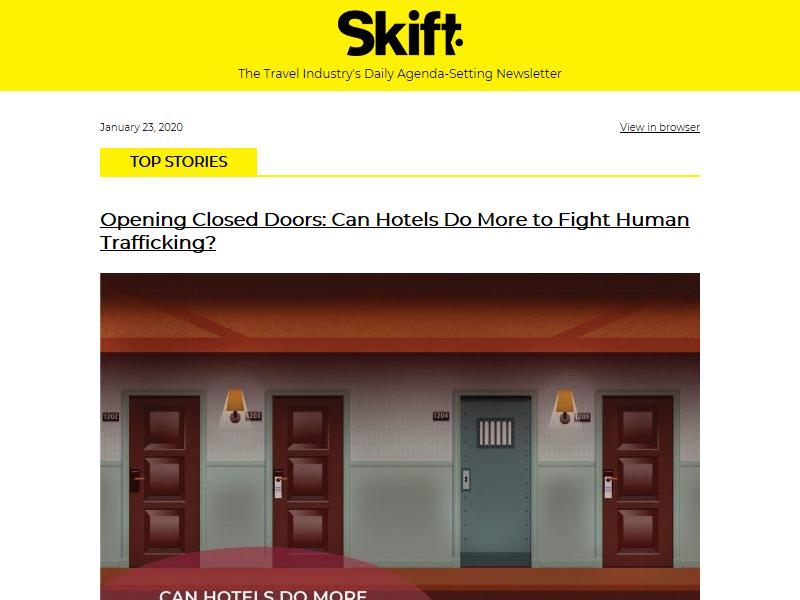 Skift.
The Travel Industry's Daily Agenda-Setting Newsletter
January 23, 2020
View in browser
TOP STORIES
Opening Closed Doors: Can Hotels Do More to Fight Human
Trafficking?
1202
1203
1204
1205
CAN HOTELS DO MORE